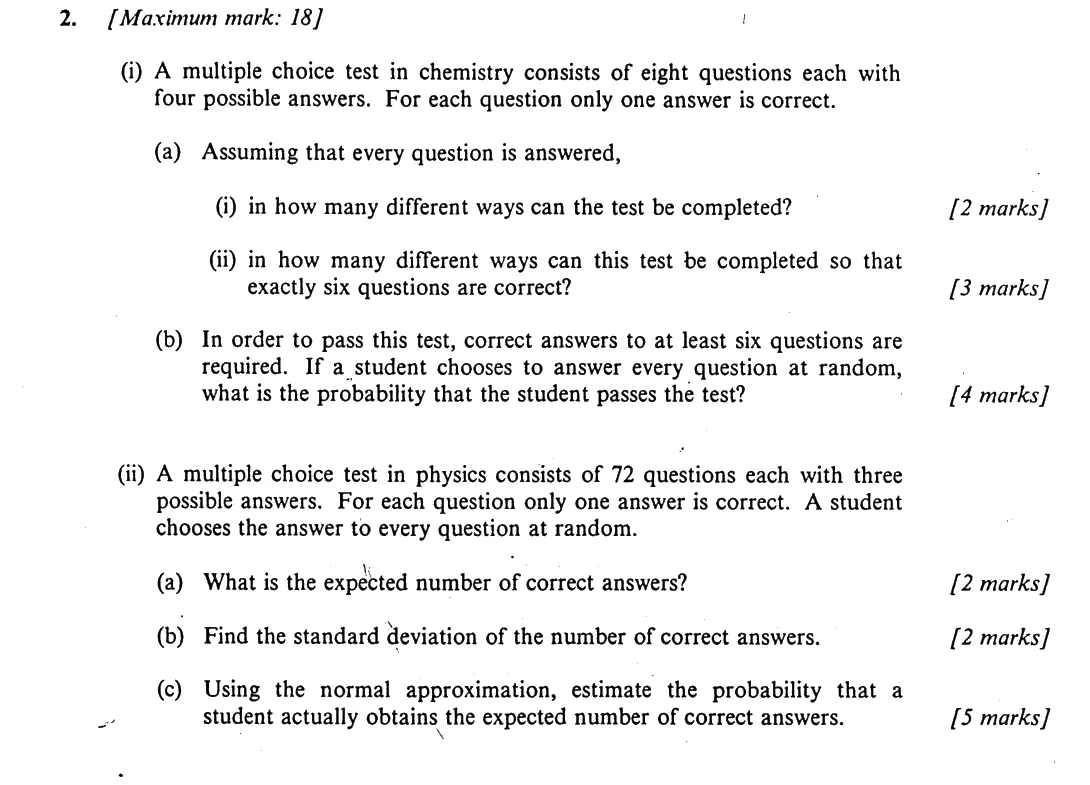 2. [Maximum mark: 18]
(i) A multiple choice test in chemistry consists of eight questions each with
four possible answers. For each question only one answer is correct.
(a) Assuming that every question is answered,
(i) in how many different ways can the test be completed? [2 marks]
(ii) in how many different ways can this test be completed so that
exactly six questions are correct? [3 marks]
(b) In order to pass this test, correct answers to at least six questions are
required. If a student chooses to answer every question at random,
what is the probability that the student passes the test? [4 marks]
(ii) A multiple choice test in physics consists of 72 questions each with three
possible answers. For each question only one answer is correct. A student
chooses the answer to every question at random.
(a) What is the expected number of correct answers? [2 marks]
(b) Find the standard deviation of the number of correct answers. [2 marks]
(c) Using the normal approximation, estimate the probability that a
student actually obtains the expected number of correct answers. [5 marks]